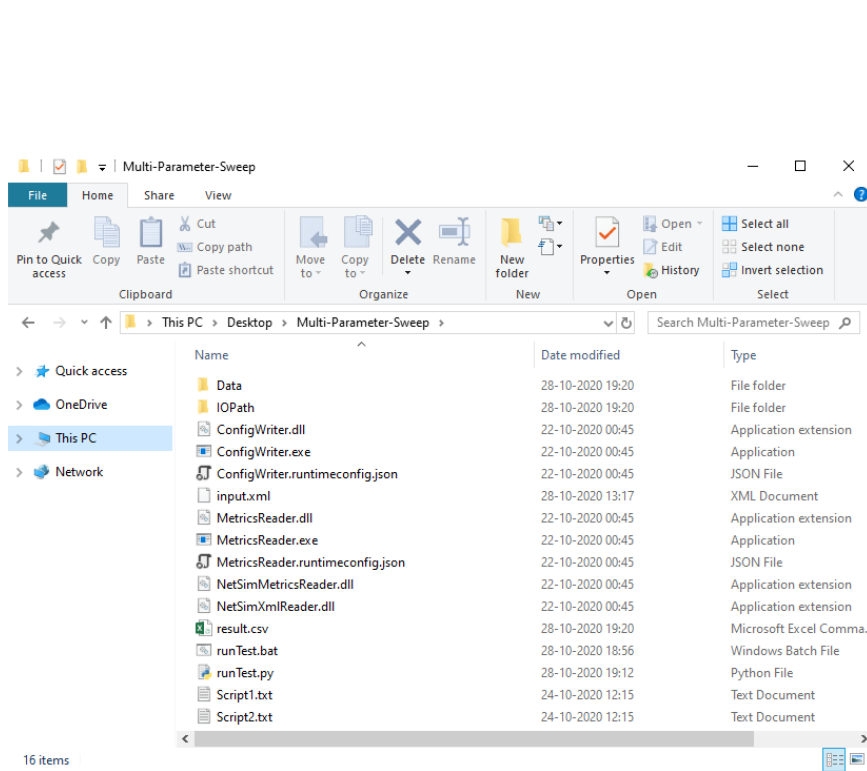 Multi-Parameter-Sweep
File Home Share View
Pin to Quick access Copy Paste Cut Copy path Paste shortcut Move to Copy to Delete Rename New folder Properties Open Edit History Select all Select none Invert selection
Clipboard Organize New Open Select
This PC > Desktop > Multi-Parameter-Sweep > Search Multi-Parameter-Sweep
Name Date modified Type
Quick access
OneDrive
This PC
Network
Data 28-10-2020 19:20 File folder
IOPath 28-10-2020 19:20 File folder
ConfigWriter.dll 22-10-2020 00:45 Application extension
ConfigWriter.exe 22-10-2020 00:45 Application
ConfigWriter.runtimeconfig.json 22-10-2020 00:45 JSON File
input.xml 28-10-2020 13:17 XML Document
MetricsReader.dll 22-10-2020 00:45 Application extension
MetricsReader.exe 22-10-2020 00:45 Application
MetricsReader.runtimeconfig.json 22-10-2020 00:45 JSON File
NetSimMetricsReader.dll 22-10-2020 00:45 Application extension
NetSimXmlReader.dll 22-10-2020 00:45 Application extension
result.csv 28-10-2020 19:20 Microsoft Excel Comma.
runTest.bat 28-10-2020 18:56 Windows Batch File
runTest.py 28-10-2020 19:12 Python File
Script1.txt 24-10-2020 12:15 Text Document
Script2.txt 24-10-2020 12:15 Text Document
16 items